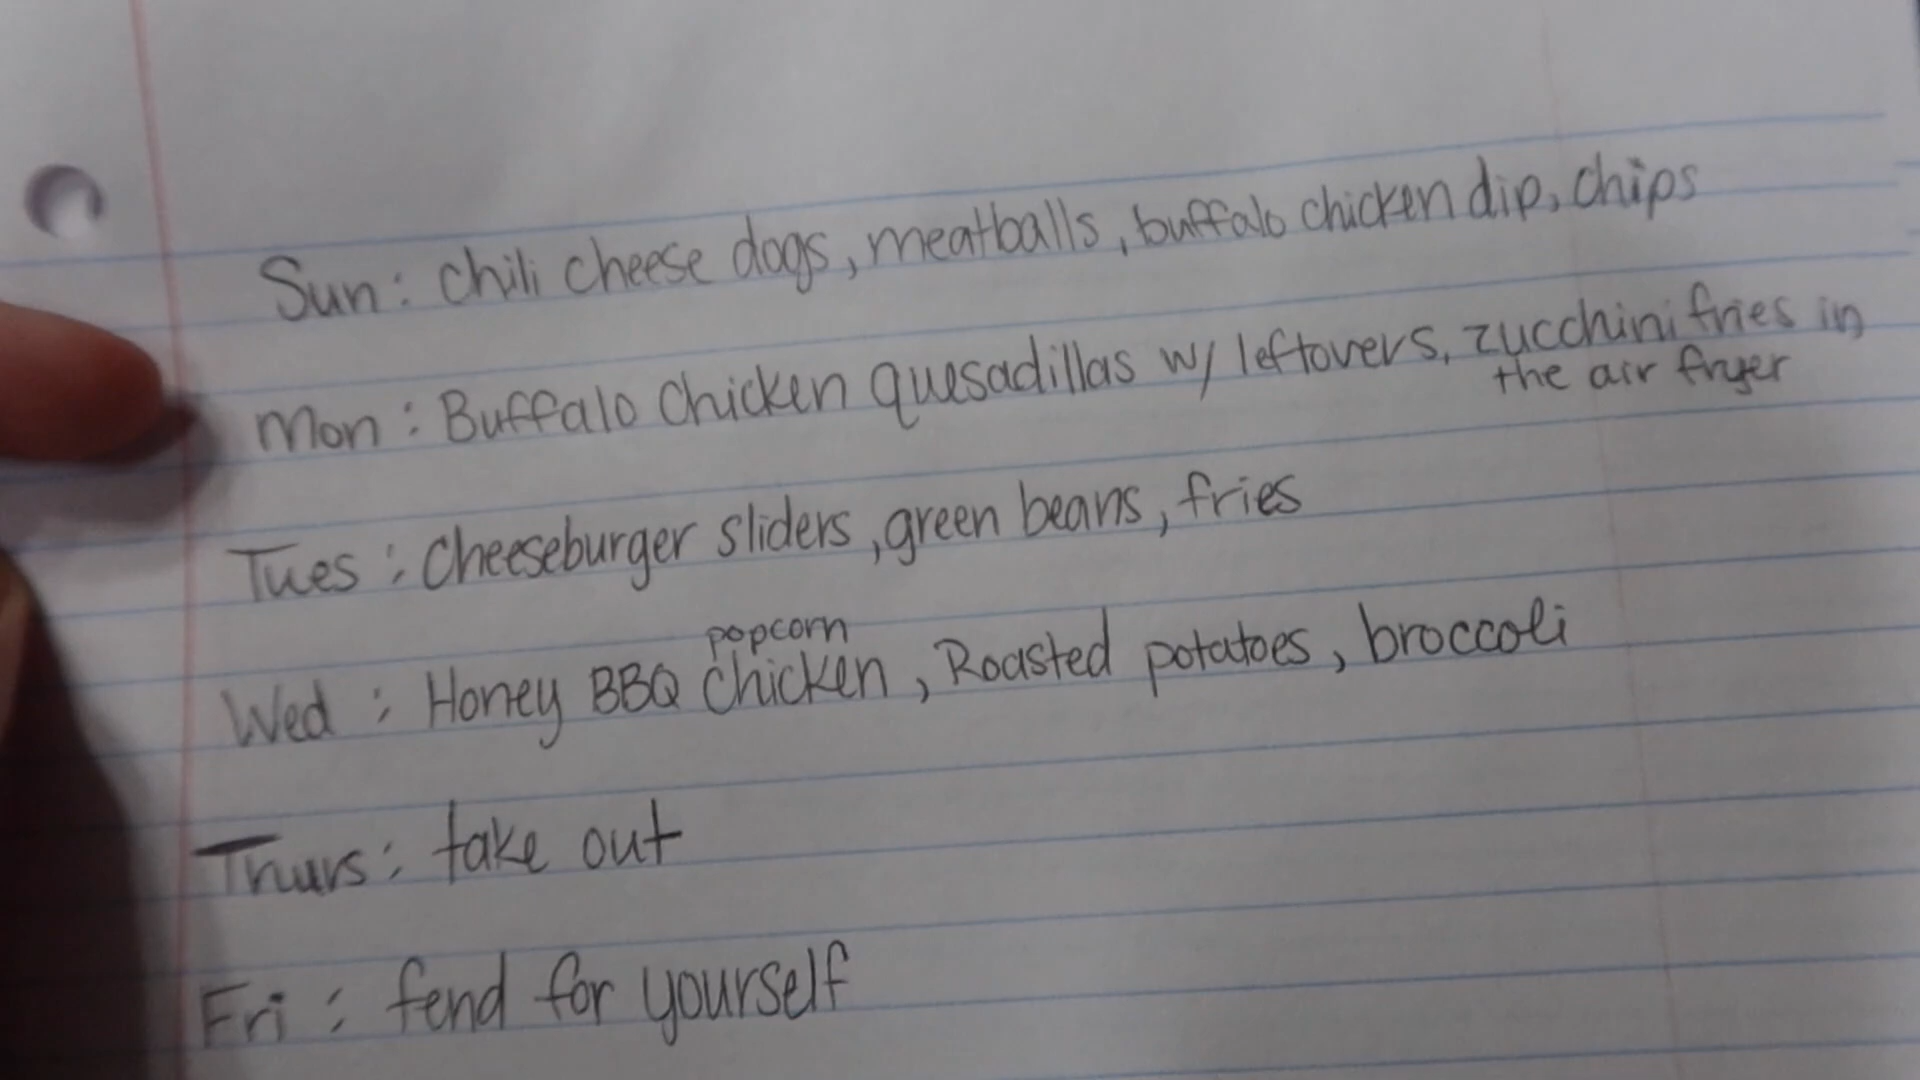 Sun: chili cheese dogs, meatballs, buffalo chicken dip, chips
Mon: Buffalo chicken quesadillas w/ leftovers, zucchini fries in
the air fryer
Tues: Cheeseburger sliders, green beans, fries
popcorn
Wed: Honey BBQ chicken, Roasted potatoes, broccoli
Thurs: take out
Fri: fend for yourself